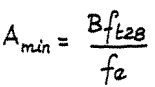 A_min = B f_t28 / f_e